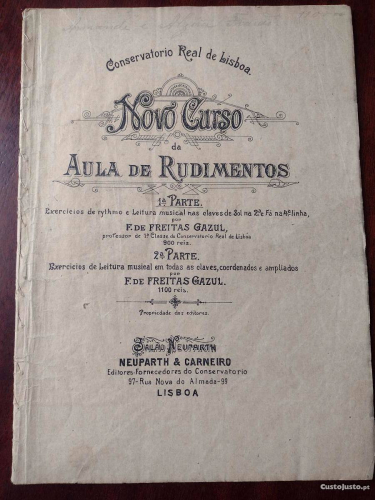 Conservatorio Real de Lisboa.
Novo Curso
da
AULA DE RUDIMENTOS
1ª PARTE.
Exercicios de rythmo e Leitura musical nas claves de Sol na 2ª e Fá na 4ª linha,
por
F. DE FREITAS GAZUL.
professor de 1ª Classe do Conservatorio Real de Lisboa
900 reis.
2ª PARTE.
Exercicios de Leitura musical em todas as claves, coordenados e ampliados
por
F. DE FREITAS GAZUL.
1100 reis.
Propriedade dos editores.
SALÃO NEUPARTH
NEUPARTH & CARNEIRO
Editores-Fornecedores do Conservatorio
97-Rua Nova do Almada-99
LISBOA
CustoJusto.pt